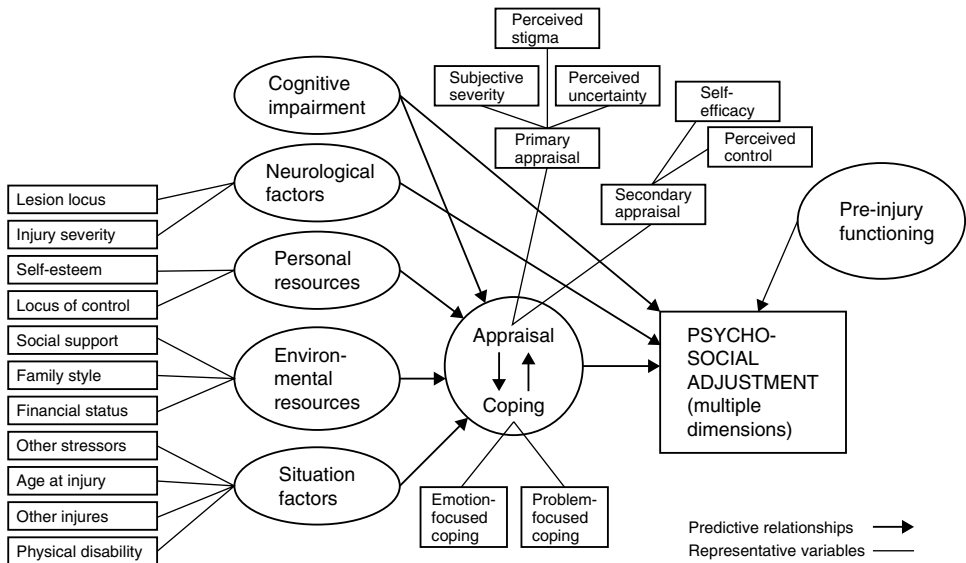 Perceived
stigma
Subjective
severity
Perceived
uncertainty
Self-
efficacy
Primary
appraisal
Perceived
control
Secondary
appraisal
Cognitive
impairment
Neurological
factors
Personal
resources
Environ-
mental
resources
Situation
factors
Lesion locus
Injury severity
Self-esteem
Locus of control
Social support
Family style
Financial status
Other stressors
Age at injury
Other injures
Physical disability
Appraisal
Coping
Emotion-
focused
coping
Problem-
focused
coping
Pre-injury
functioning
PSYCHO-
SOCIAL
ADJUSTMENT
(multiple
dimensions)
Predictive relationships
Representative variables